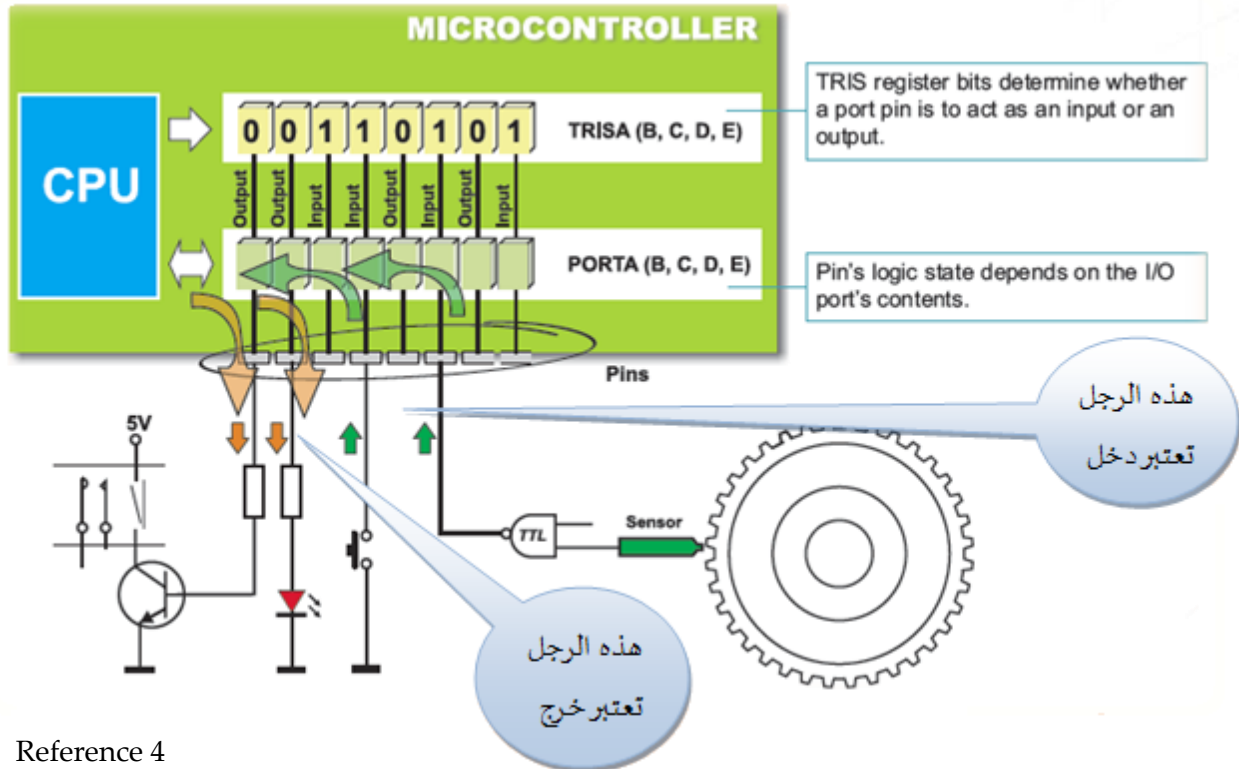 MICROCONTROLLER
CPU
0 0 1 1 0 1 0 1
TRISA (B, C, D, E)
TRIS register bits determine whether
a port pin is to act as an input or an
output.
Output
Output
Input
Input
Output
Input
Output
Input
PORTA (B, C, D, E)
Pin's logic state depends on the I/O
port's contents.
Pins
هذه الرجل
تعتبر دخل
5V
TTL
Sensor
هذه الرجل
تعتبر خرج
Reference 4